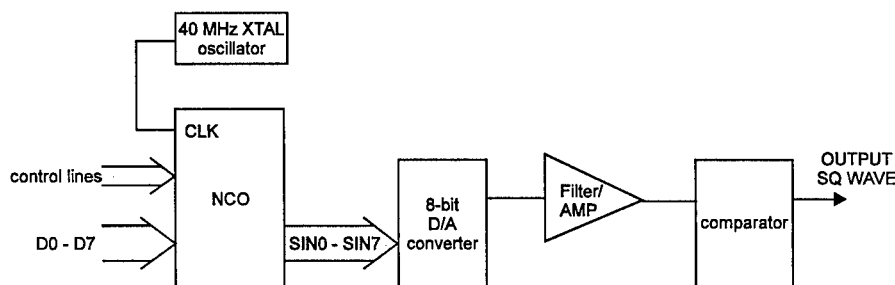 40 MHz XTAL
oscillator
CLK
control lines
NCO
D0 - D7
SIN0 - SIN7
8-bit
D/A
converter
Filter/
AMP
comparator
OUTPUT
SQ WAVE